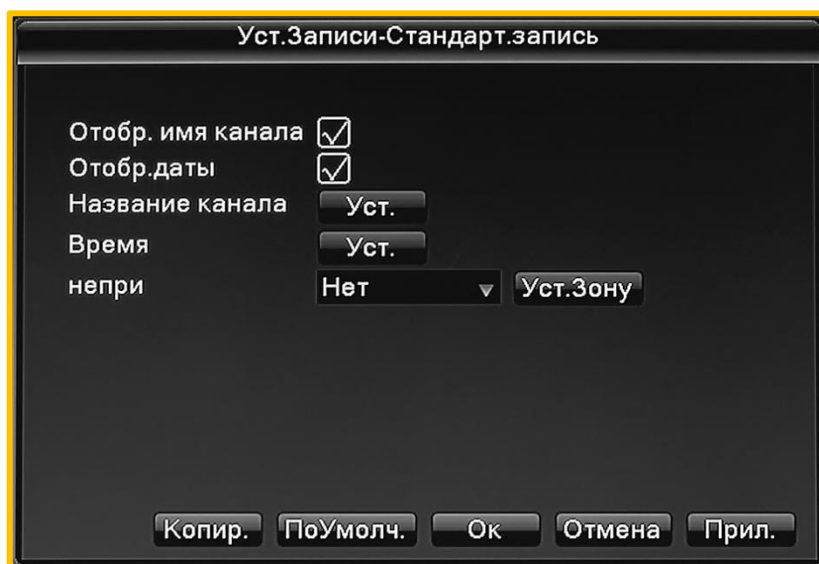 Уст.Записи-Стандарт.запись
Отобр. имя канала
Отобр.даты
Название канала Уст.
Время Уст.
непри Нет Уст.Зону
Копир. ПоУмолч. Ок Отмена Прил.